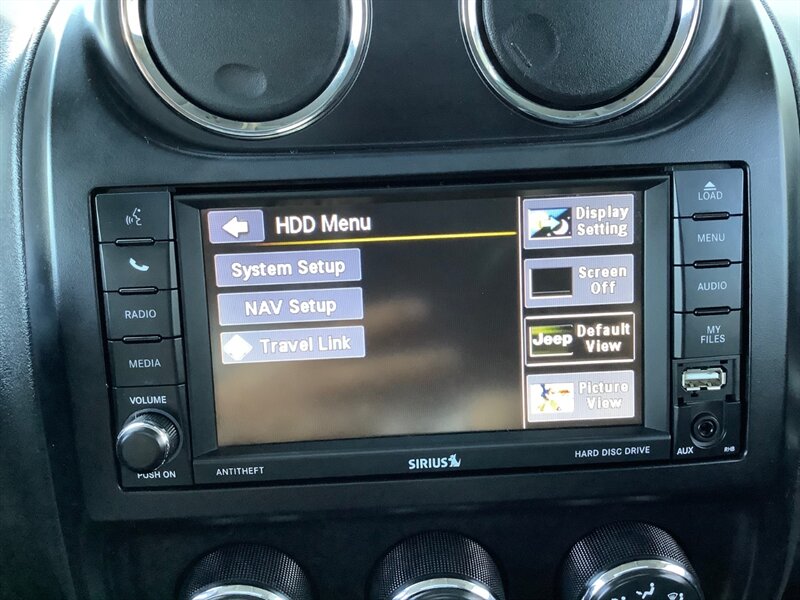 HDD Menu
System Setup
NAV Setup
Travel Link
Display
Setting
Screen
Off
Jeep
Default
View
Picture
View
RADIO
MEDIA
VOLUME
PUSH ON
LOAD
MENU
AUDIO
MY
FILES
AUX
RHB
ANTITHEFT
SIRIUS
HARD DISC DRIVE